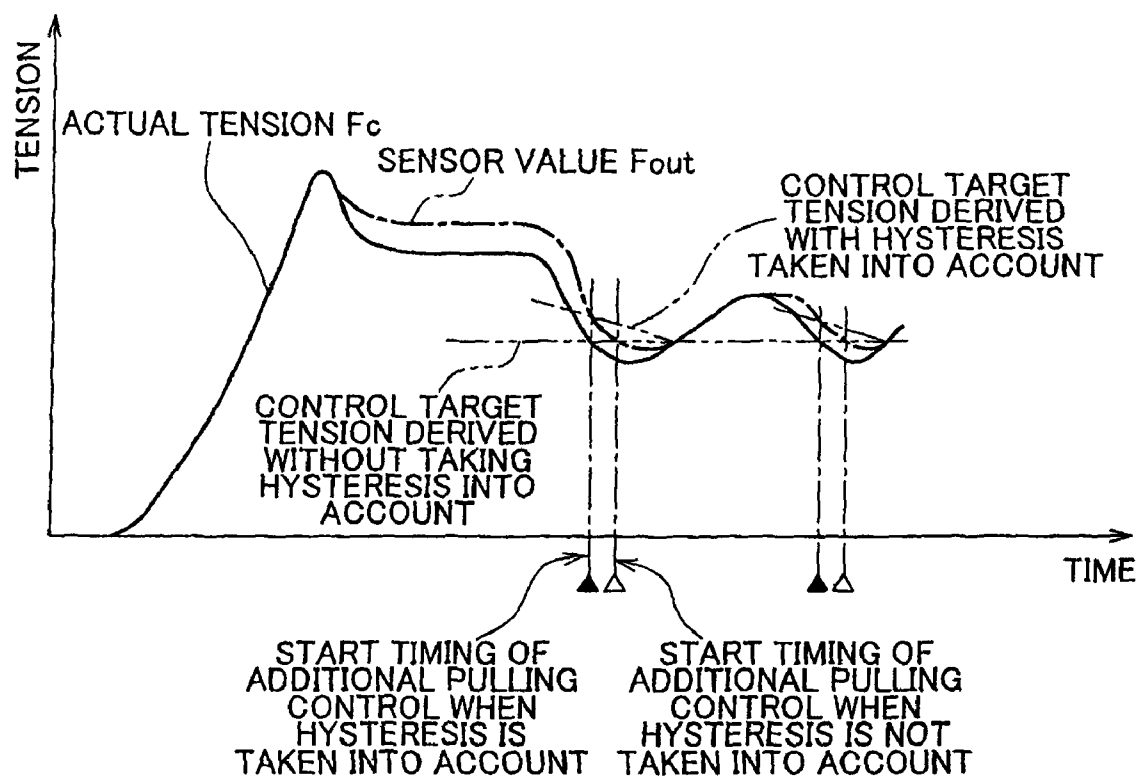 TENSION
ACTUAL TENSION Fc
SENSOR VALUE Fout
CONTROL TARGET
TENSION DERIVED
WITH HYSTERESIS
TAKEN INTO ACCOUNT
CONTROL TARGET
TENSION DERIVED
WITHOUT TAKING
HYSTERESIS INTO
ACCOUNT
TIME
START TIMING OF
ADDITIONAL PULLING
CONTROL WHEN
HYSTERESIS IS
TAKEN INTO ACCOUNT
START TIMING OF
ADDITIONAL PULLING
CONTROL WHEN
HYSTERESIS IS NOT
TAKEN INTO ACCOUNT